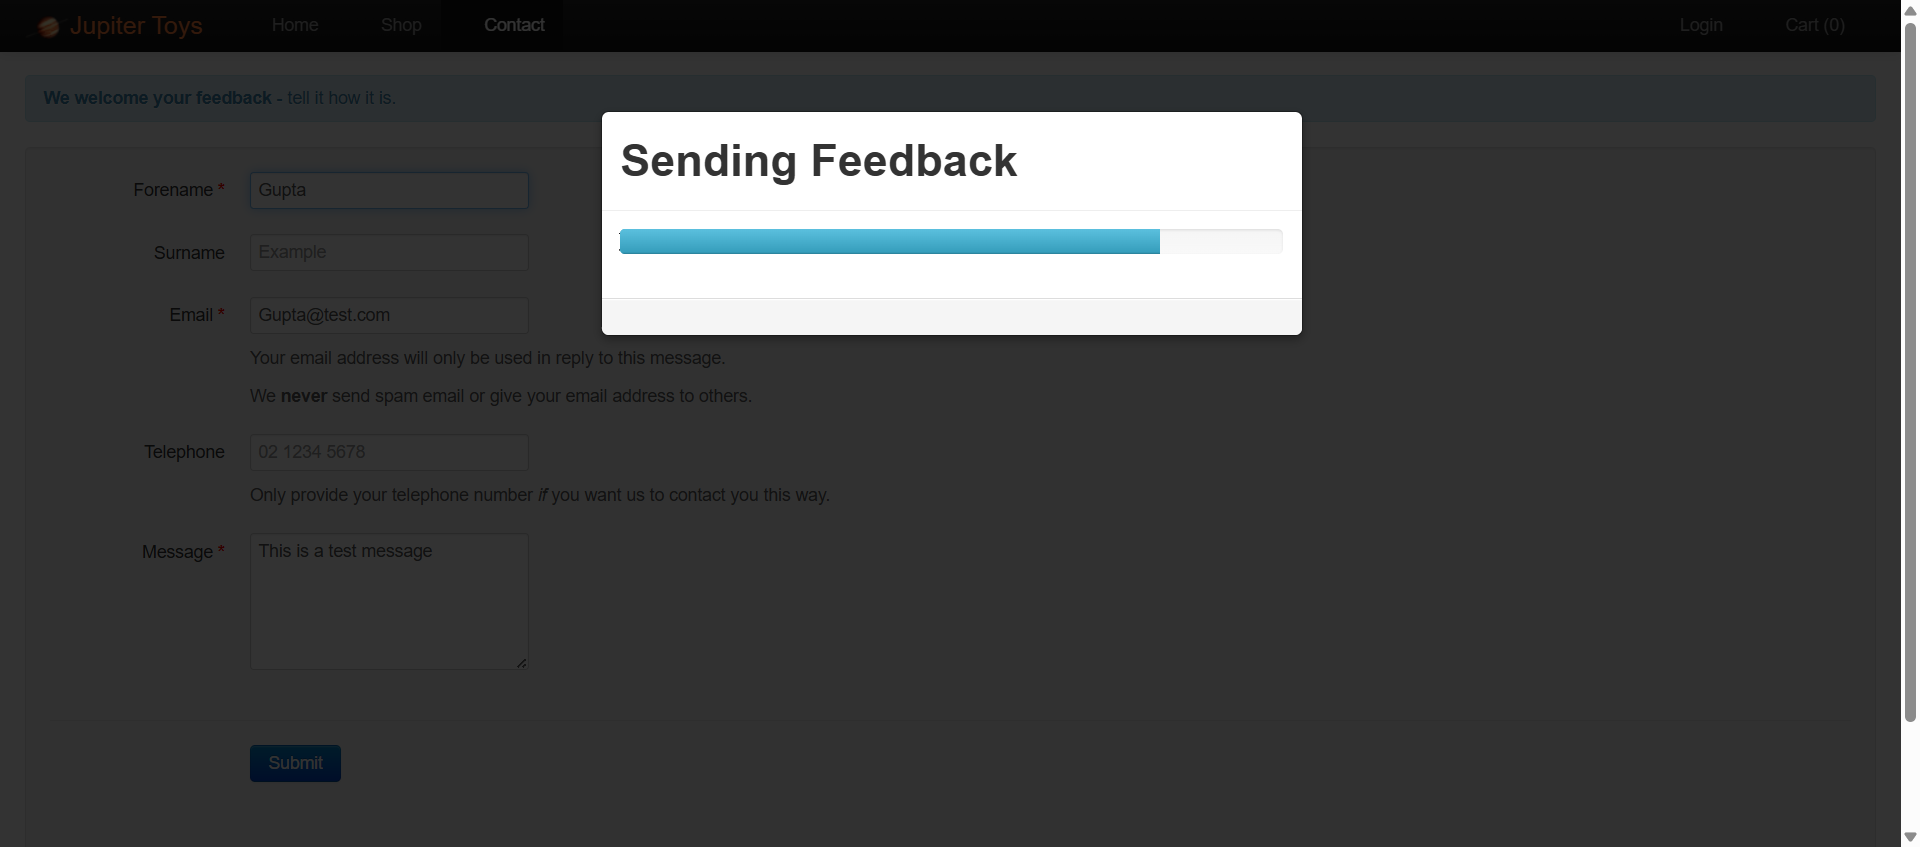 Jupiter Toys Home Shop Contact Login Cart (0)
We welcome your feedback - tell it how it is.
Sending Feedback
Forename * Gupta
Surname Example
Email * Gupta@test.com
Your email address will only be used in reply to this message.
We never send spam email or give your email address to others.
Telephone 02 1234 5678
Only provide your telephone number if you want us to contact you this way.
Message * This is a test message
Submit